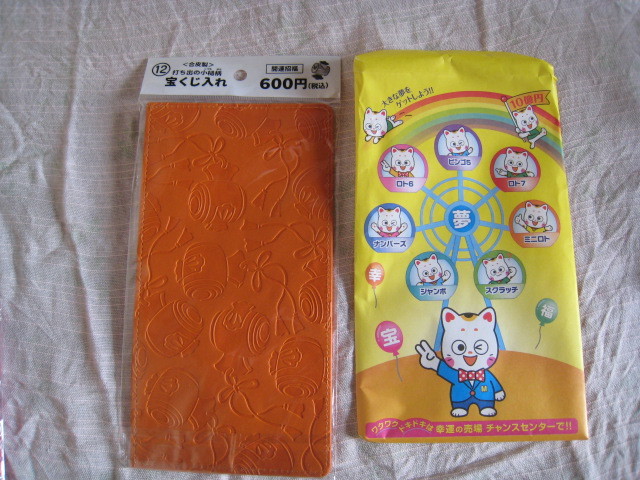 <合皮製>
⑫ 打ち出の小槌柄
宝くじ入れ
開運招福
600円(税込)
大きな夢を
ゲットしよう!!
10億円
ビンゴ5
ロト6
ロト7
ナンバーズ
ミニロト
ジャンボ
スクラッチ
夢
幸
福
宝
ワクワクドキドキは 幸運の売場 チャンスセンターで!!